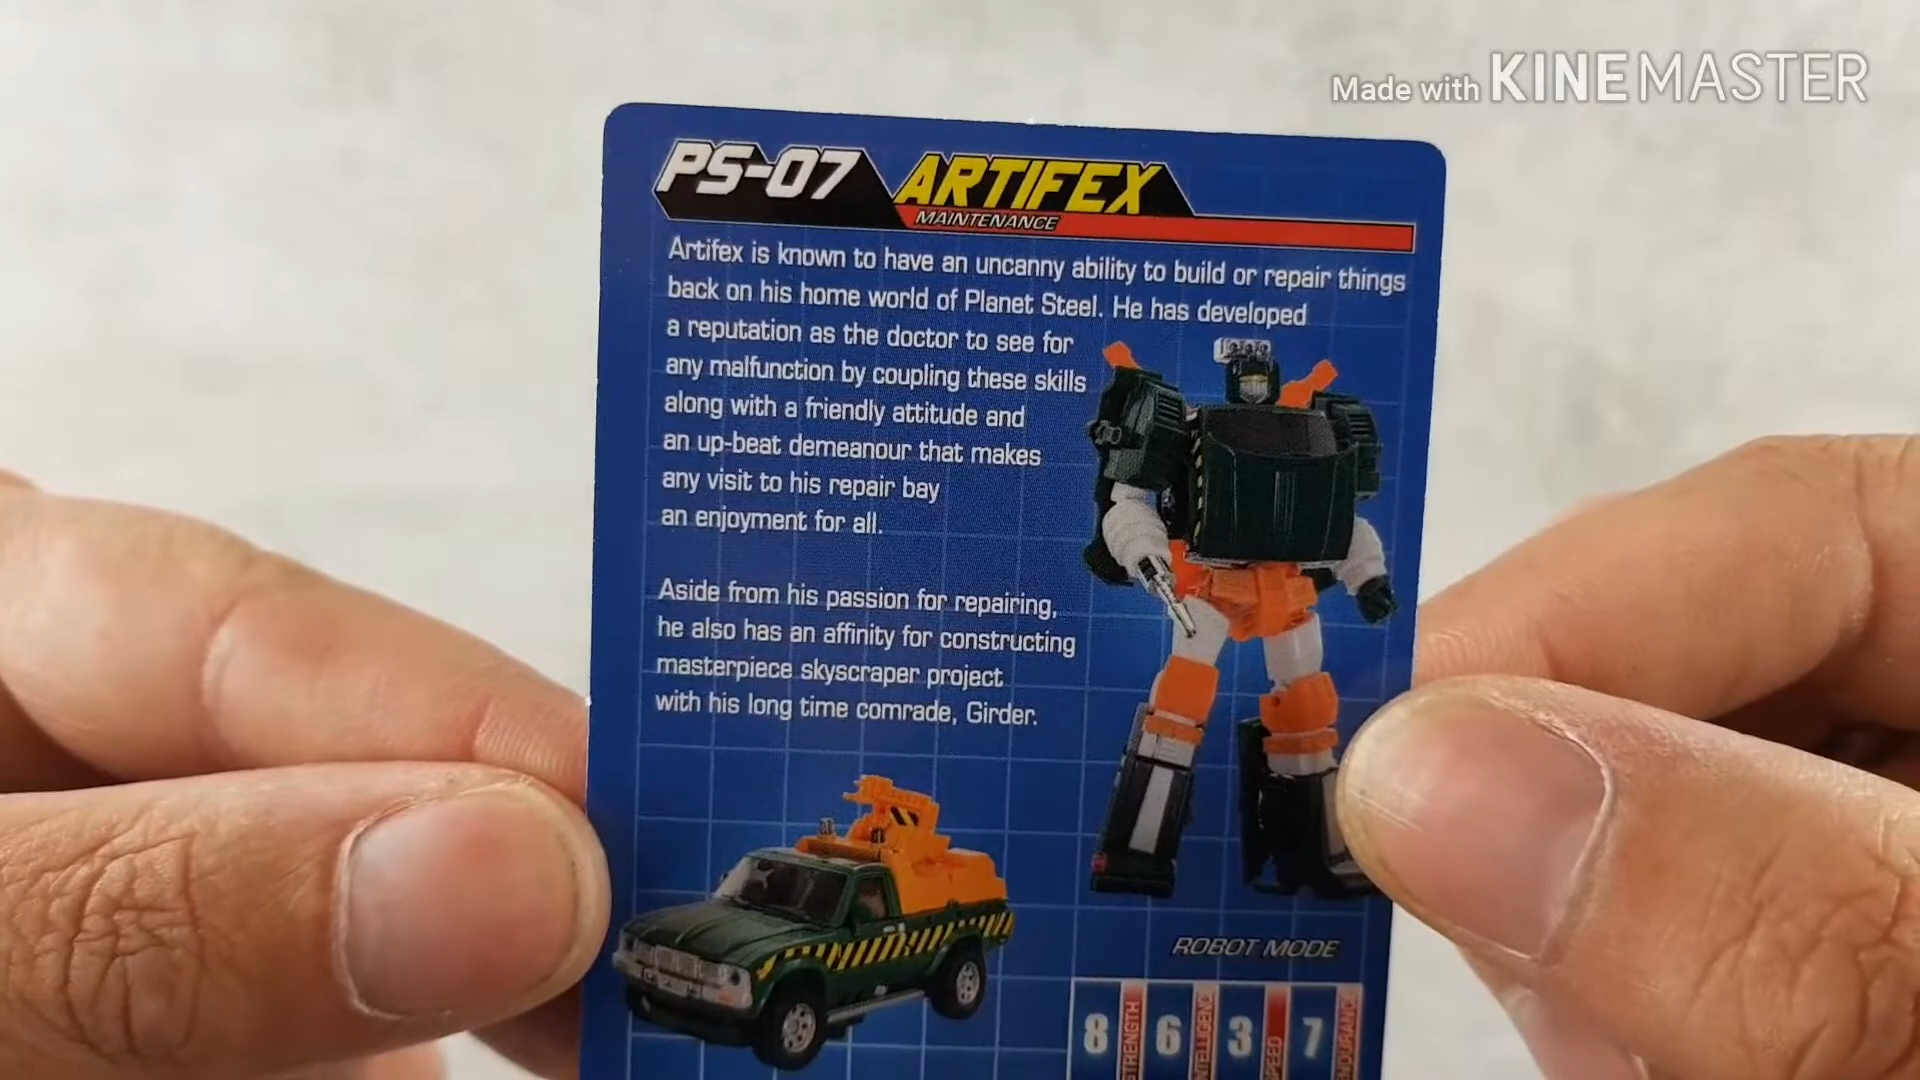 Made with KINEMASTER
PS-07 ARTIFEX
MAINTENANCE
Artifex is known to have an uncanny ability to build or repair things
back on his home world of Planet Steel. He has developed
a reputation as the doctor to see for
any malfunction by coupling these skills
along with a friendly attitude and
an up-beat demeanour that makes
any visit to his repair bay
an enjoyment for all.
Aside from his passion for repairing,
he also has an affinity for constructing
masterpiece skyscraper project
with his long time comrade, Girder.
ROBOT MODE
8 STRENGTH 6 INTELLIGENCE 3 SPEED 7